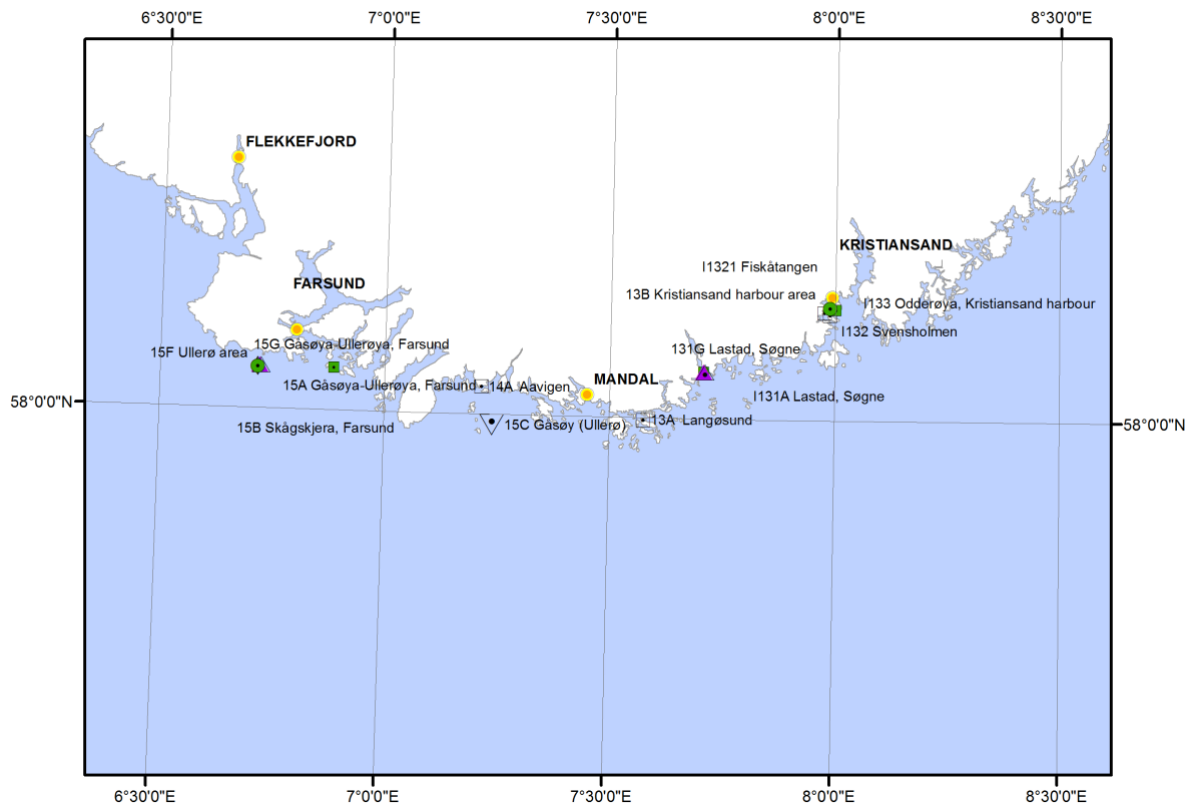 6°30'0"E 7°0'0"E 7°30'0"E 8°0'0"E 8°30'0"E
FLEKKEFJORD
KRISTIANSAND
I1321 Fiskåtangen
FARSUND
13B Kristiansand harbour area
I133 Odderøya, Kristiansand harbour
I132 Svensholmen
15G Gåsøya-Ullerøya, Farsund
15F Ullerø area
131G Lastad, Søgne
MANDAL
15A Gåsøya-Ullerøya, Farsund
14A Aavigen
I131A Lastad, Søgne
58°0'0"N
13A Langøsund
58°0'0"N
15B Skågskjera, Farsund
15C Gåsøy (Ullerø)
6°30'0"E 7°0'0"E 7°30'0"E 8°0'0"E 8°30'0"E